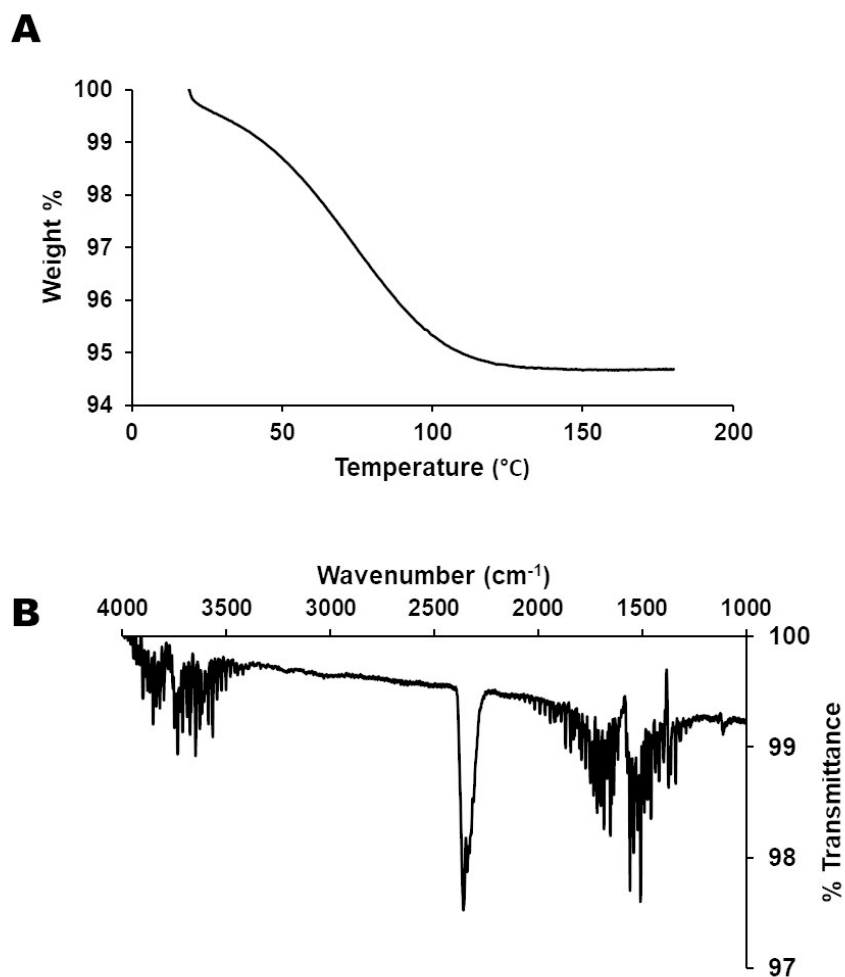 A
100
99
98
97
96
95
94
Weight %
0 50 100 150 200
Temperature (°C)
B
Wavenumber (cm-1)
4000 3500 3000 2500 2000 1500 1000
100
99
98
97
% Transmittance